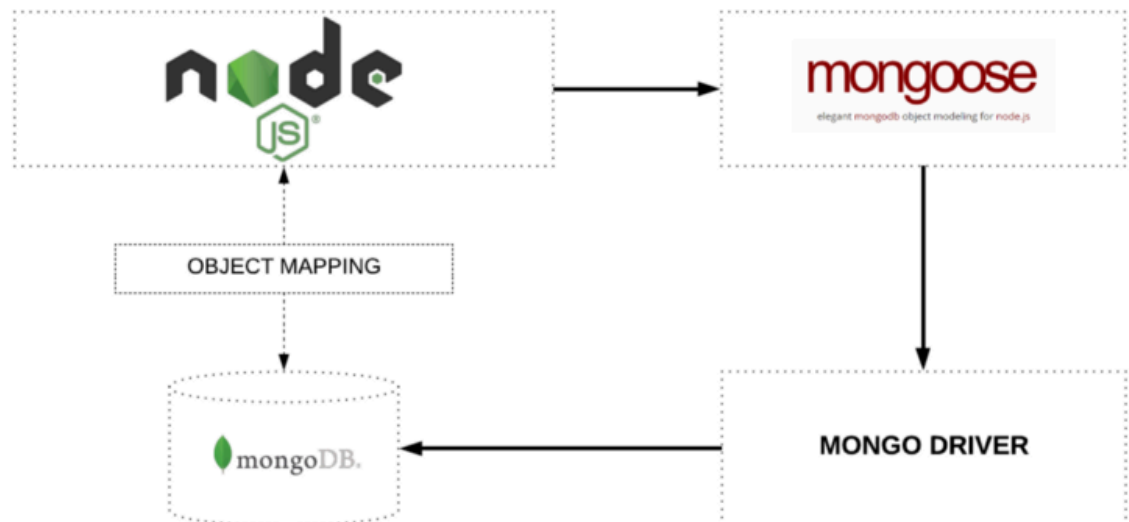 node
JS®
mongoose
elegant mongodb object modeling for node.js
OBJECT MAPPING
mongoDB.
MONGO DRIVER